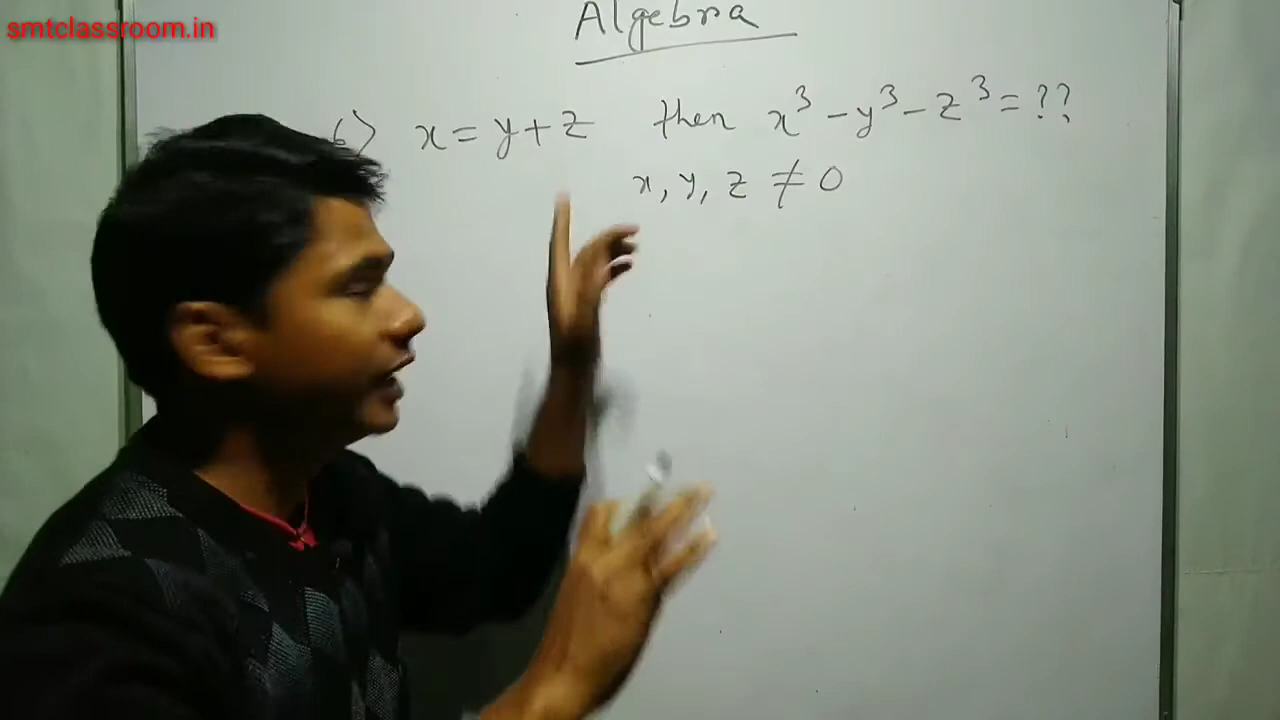 smtclassroom.in
Algebra
6) x = y + z then x³ - y³ - z³ = ??
x, y, z ≠ 0